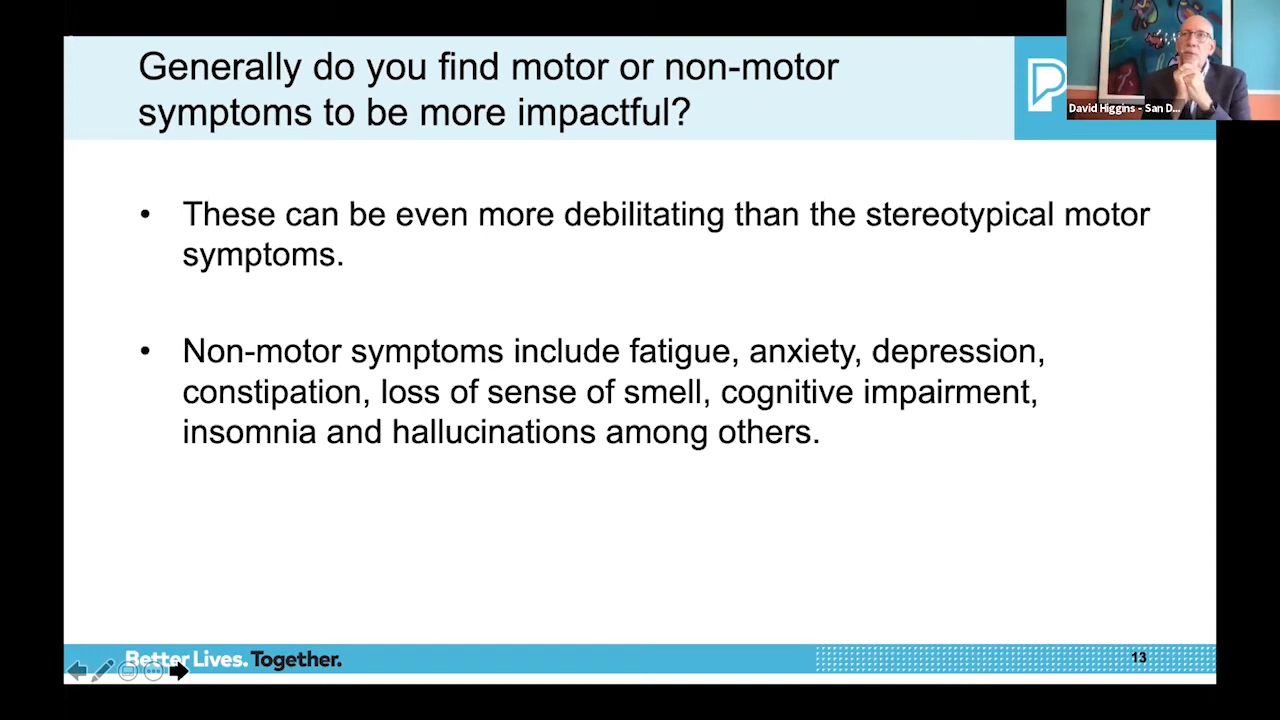 Generally do you find motor or non-motor
symptoms to be more impactful?
David Higgins - San D...
• These can be even more debilitating than the stereotypical motor
symptoms.
• Non-motor symptoms include fatigue, anxiety, depression,
constipation, loss of sense of smell, cognitive impairment,
insomnia and hallucinations among others.
Better Lives. Together.
13